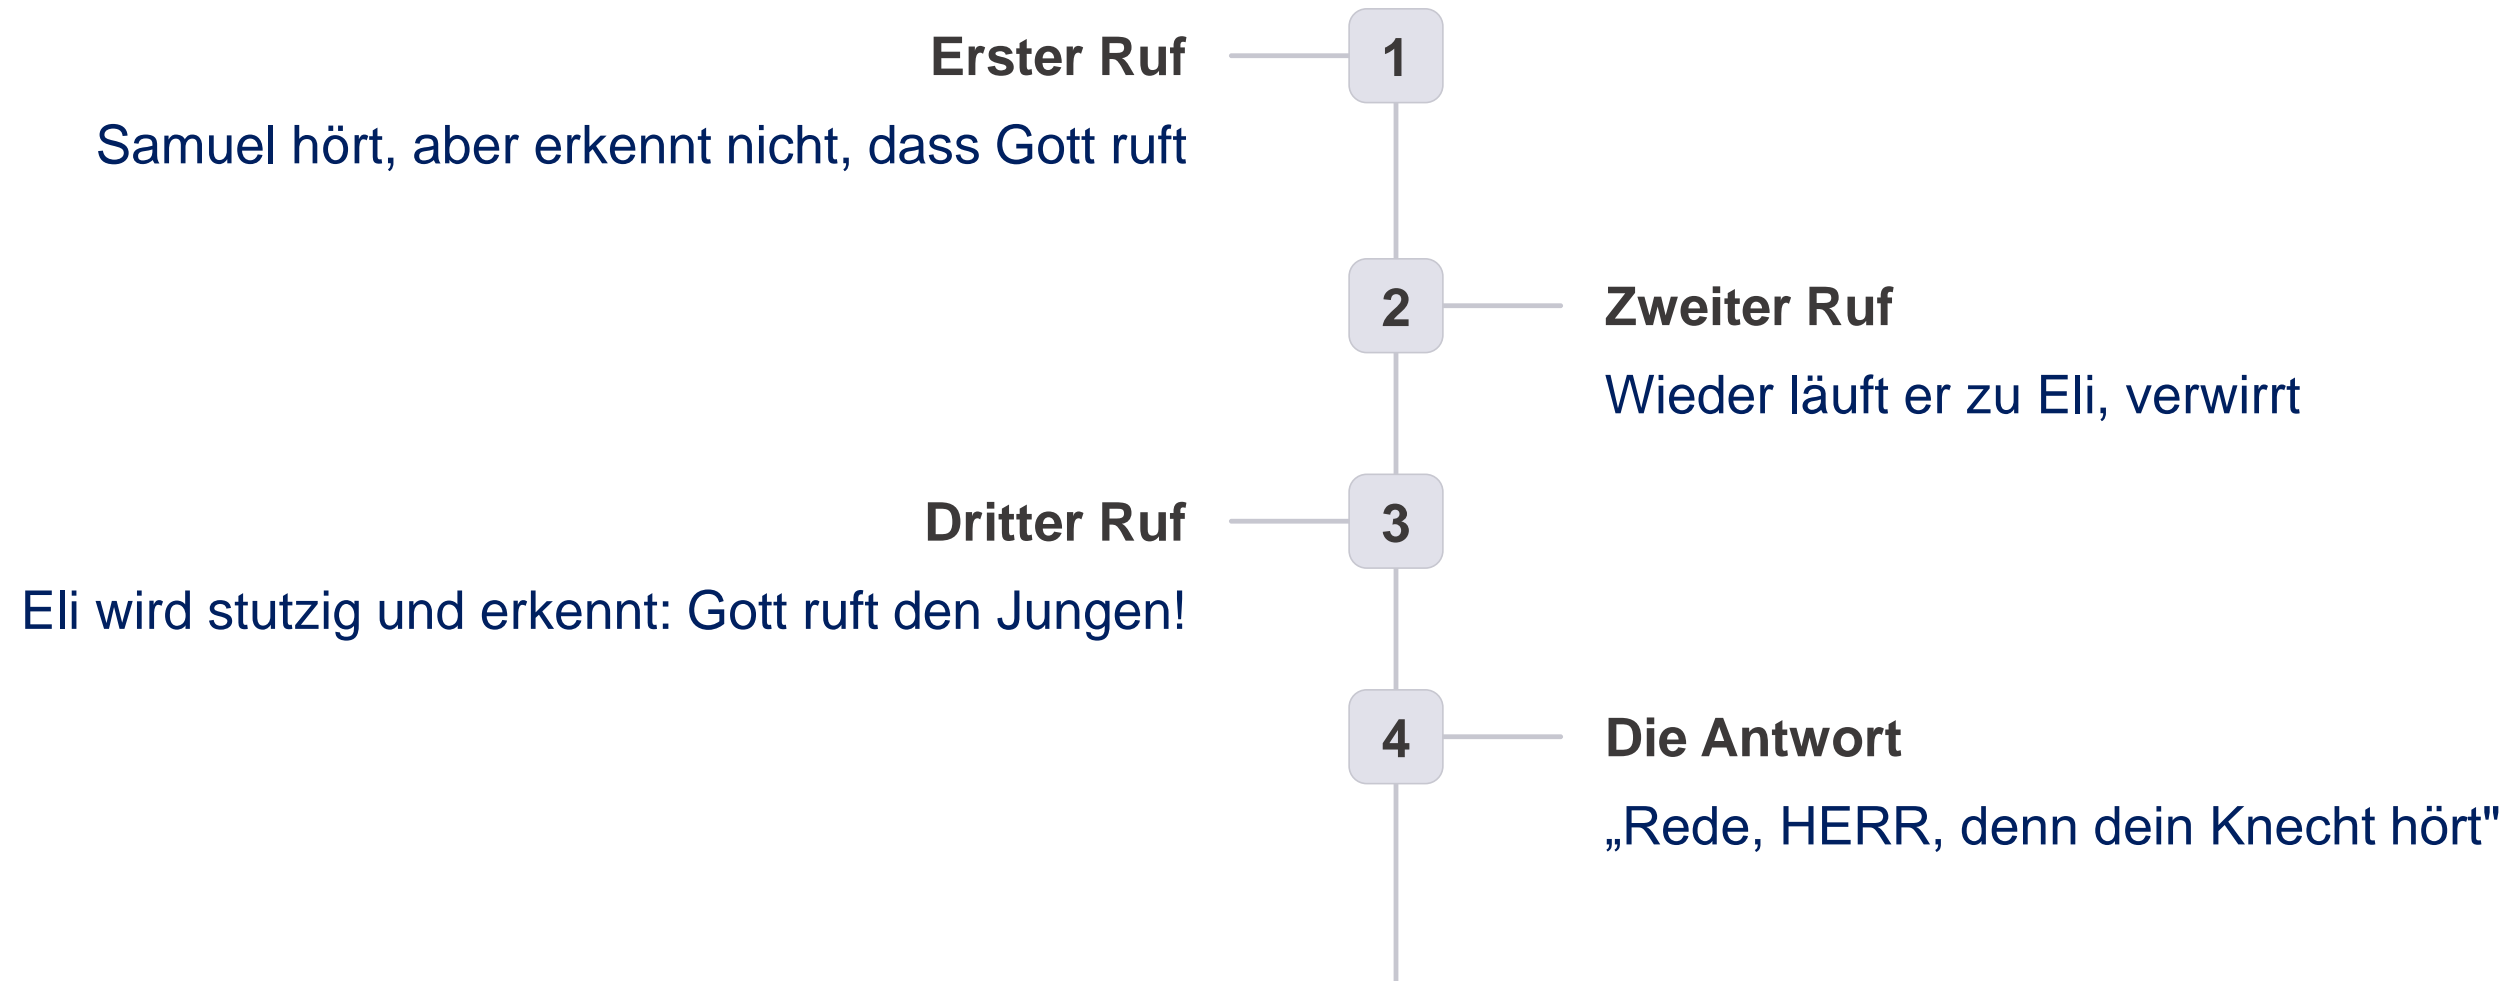 Erster Ruf
1
Samuel hört, aber erkennt nicht, dass Gott ruft
2
Zweiter Ruf
Wieder läuft er zu Eli, verwirrt
Dritter Ruf
3
Eli wird stutzig und erkennt: Gott ruft den Jungen!
4
Die Antwort
„Rede, HERR, denn dein Knecht hört"